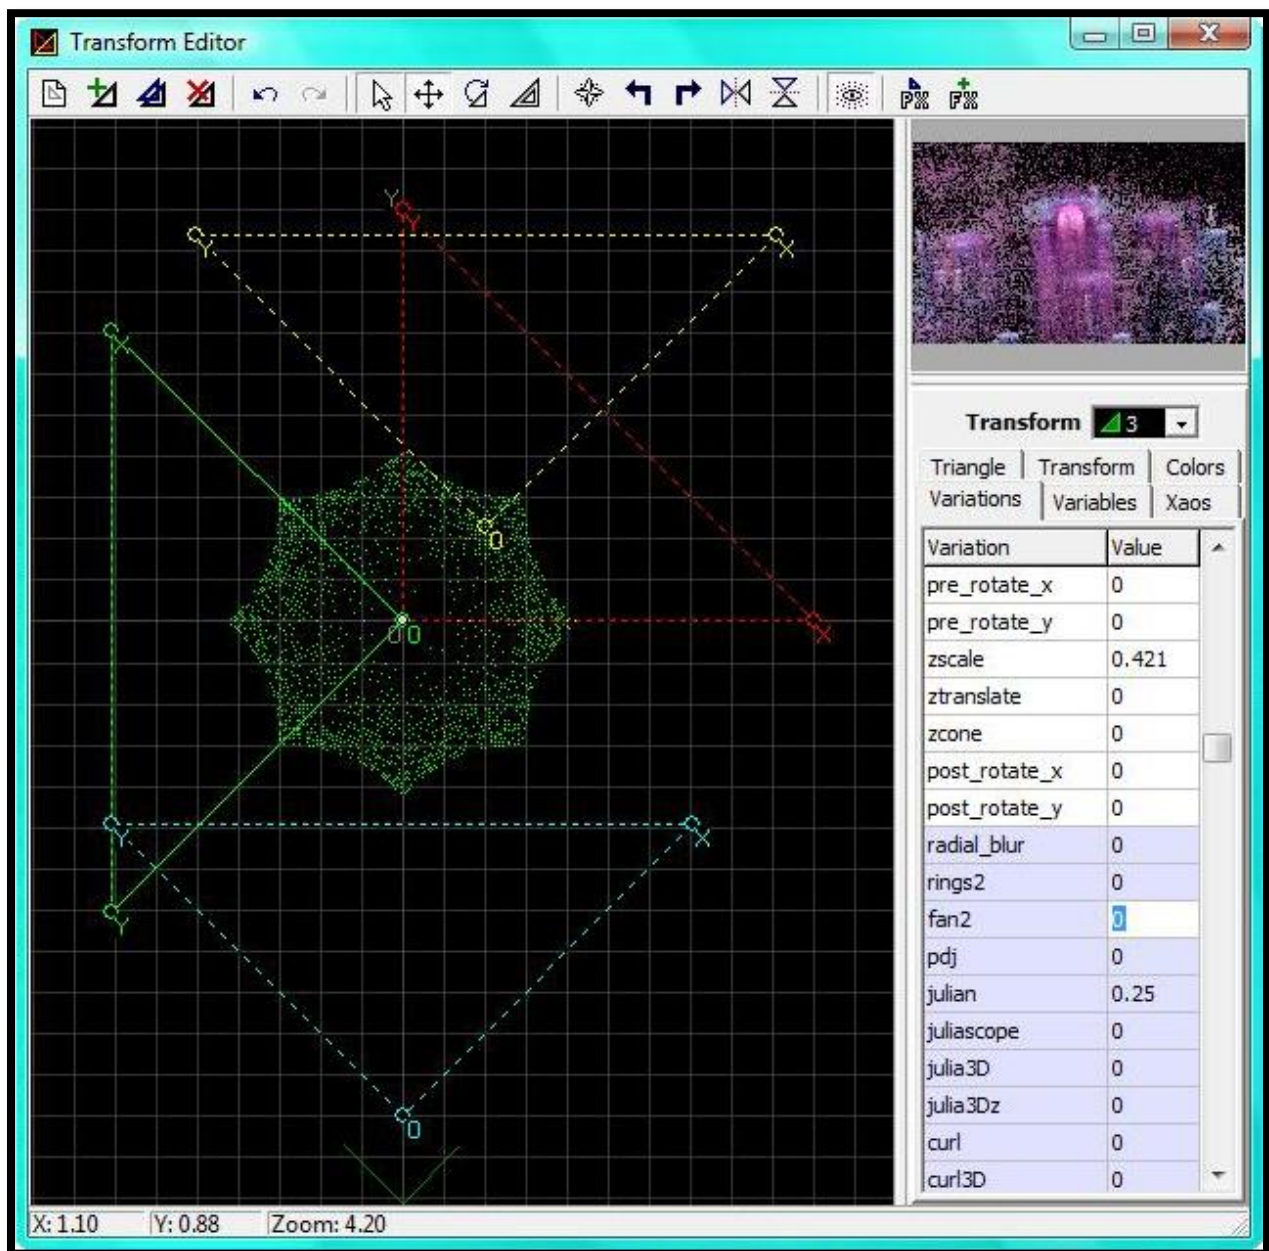 Transform Editor
PX FX
Y
Y
Y X
X
O
O O X
Y
Y X
O
Transform 3
Triangle Transform Colors
Variations Variables Xaos
Variation Value
pre_rotate_x 0
pre_rotate_y 0
zscale 0.421
ztranslate 0
zcone 0
post_rotate_x 0
post_rotate_y 0
radial_blur 0
rings2 0
fan2 0
pdj 0
julian 0.25
juliascope 0
julia3D 0
julia3Dz 0
curl 0
curl3D 0
X: 1.10 Y: 0.88 Zoom: 4.20